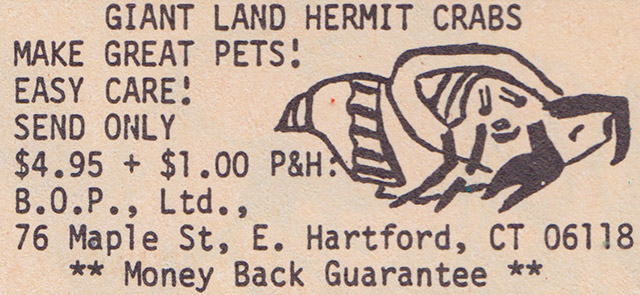 GIANT LAND HERMIT CRABS
MAKE GREAT PETS!
EASY CARE!
SEND ONLY
$4.95 + $1.00 P&H:
B.O.P., Ltd.,
76 Maple St, E. Hartford, CT 06118
** Money Back Guarantee **